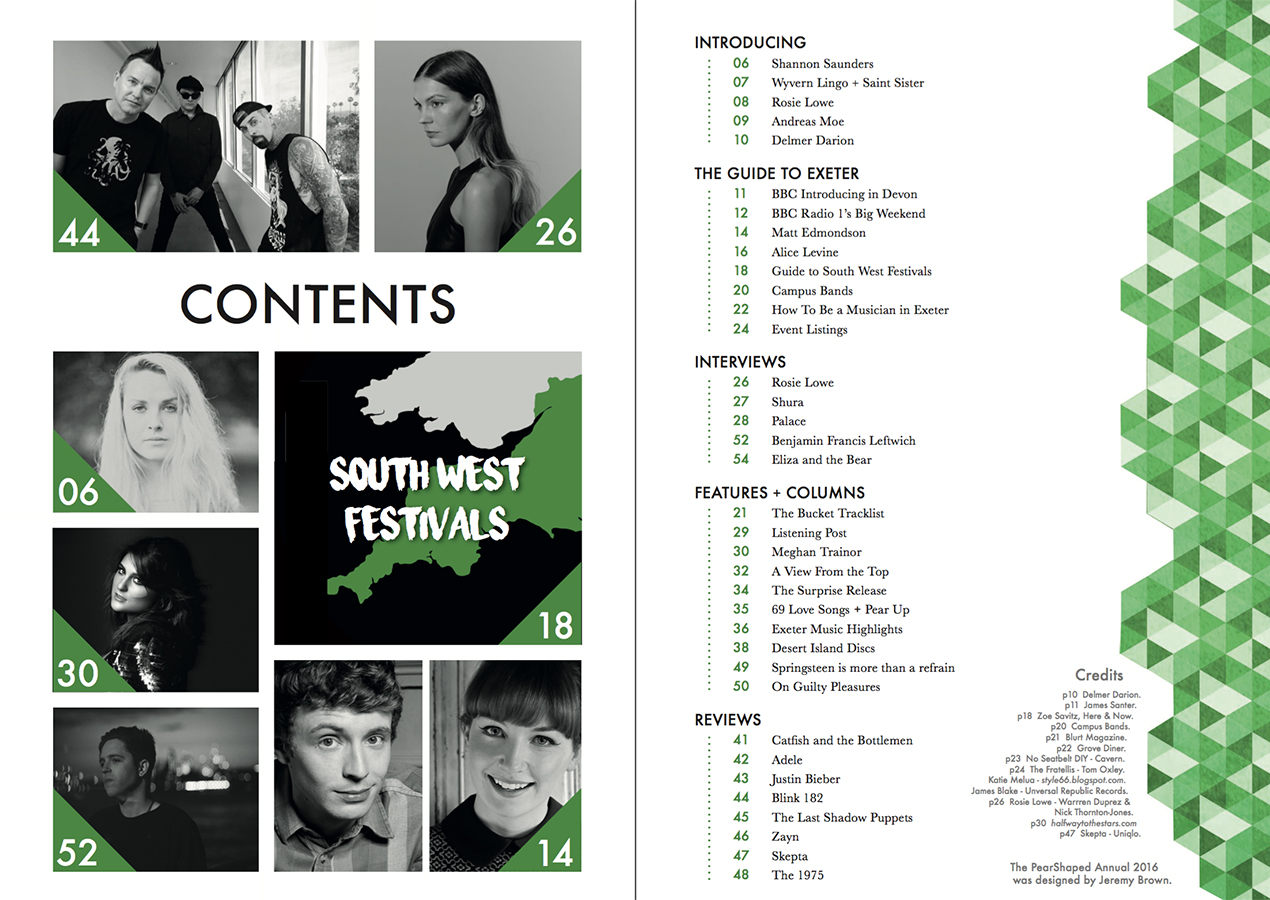 44
26
CONTENTS
06
SOUTH WEST
FESTIVALS
18
30
52
14
INTRODUCING
06 Shannon Saunders
07 Wyvern Lingo + Saint Sister
08 Rosie Lowe
09 Andreas Moe
10 Delmer Darion
THE GUIDE TO EXETER
11 BBC Introducing in Devon
12 BBC Radio 1's Big Weekend
14 Matt Edmondson
16 Alice Levine
18 Guide to South West Festivals
20 Campus Bands
22 How To Be a Musician in Exeter
24 Event Listings
INTERVIEWS
26 Rosie Lowe
27 Shura
28 Palace
52 Benjamin Francis Leftwich
54 Eliza and the Bear
FEATURES + COLUMNS
21 The Bucket Tracklist
29 Listening Post
30 Meghan Trainor
32 A View From the Top
34 The Surprise Release
35 69 Love Songs + Pear Up
36 Exeter Music Highlights
38 Desert Island Discs
49 Springsteen is more than a refrain
50 On Guilty Pleasures
REVIEWS
41 Catfish and the Bottlemen
42 Adele
43 Justin Bieber
44 Blink 182
45 The Last Shadow Puppets
46 Zayn
47 Skepta
48 The 1975
Credits
p10 Delmer Darion.
p11 James Santer.
p18 Zoe Savitz, Here & Now.
p20 Campus Bands.
p21 Blurt Magazine.
p22 Grove Diner.
p23 No Seatbelt DIY - Cavern.
p24 The Fratellis - Tom Oxley.
Katie Melua - style66.blogspot.com.
James Blake - Unversal Republic Records.
p26 Rosie Lowe - Warrren Duprez &
Nick Thornton-Jones.
p30 halfwaytothestars.com
p47 Skepta - Uniqlo.
The PearShaped Annual 2016
was designed by Jeremy Brown.